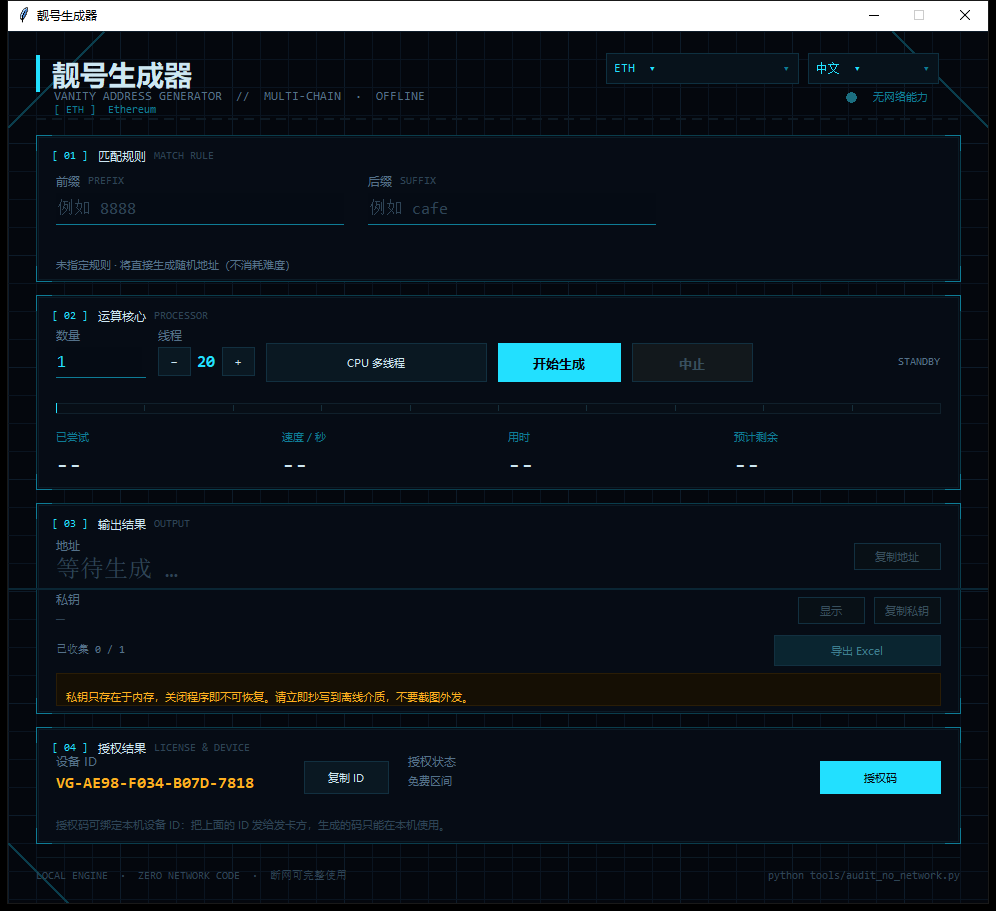 靓号生成器
靓号生成器
ETH ▾ ▾ 中文 ▾ ▾
VANITY ADDRESS GENERATOR // MULTI-CHAIN · OFFLINE
无网络能力
[ ETH ] Ethereum
[ 01 ] 匹配规则 MATCH RULE
前缀 PREFIX 后缀 SUFFIX
例如 8888 例如 cafe
未指定规则 · 将直接生成随机地址（不消耗难度）
[ 02 ] 运算核心 PROCESSOR
数量 线程
1 − 20 + CPU 多线程 开始生成 中止 STANDBY
已尝试 速度 / 秒 用时 预计剩余
-- -- -- --
[ 03 ] 输出结果 OUTPUT
地址
等待生成 … 复制地址
私钥
— 显示 复制私钥
已收集 0 / 1 导出 Excel
私钥只存在于内存，关闭程序即不可恢复。请立即抄写到离线介质，不要截图外发。
[ 04 ] 授权结果 LICENSE & DEVICE
设备 ID 授权状态
VG-AE98-F034-B07D-7818 复制 ID 免费区间 授权码
授权码可绑定本机设备 ID：把上面的 ID 发给发卡方，生成的码只能在本机使用。
LOCAL ENGINE · ZERO NETWORK CODE · 断网可完整使用 python tools/audit_no_network.py